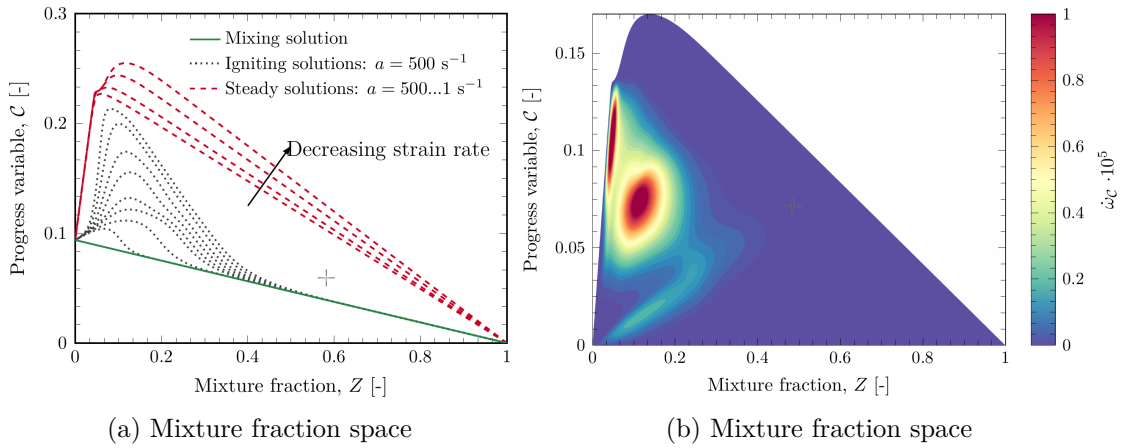 0.3
0.2
0.1
0
0
0.2
0.4
0.6
0.8
1
Progress variable, 𝒞 [-]
Mixture fraction, Z [-]
Mixing solution
Igniting solutions: a = 500 s⁻¹
Steady solutions: a = 500...1 s⁻¹
Decreasing strain rate
(a) Mixture fraction space
0.15
0.1
0.05
0
0
0.2
0.4
0.6
0.8
1
Progress variable, 𝒞 [-]
Mixture fraction, Z [-]
1
0.8
0.6
0.4
0.2
0
ω̇𝒞 ·10⁵
(b) Mixture fraction space